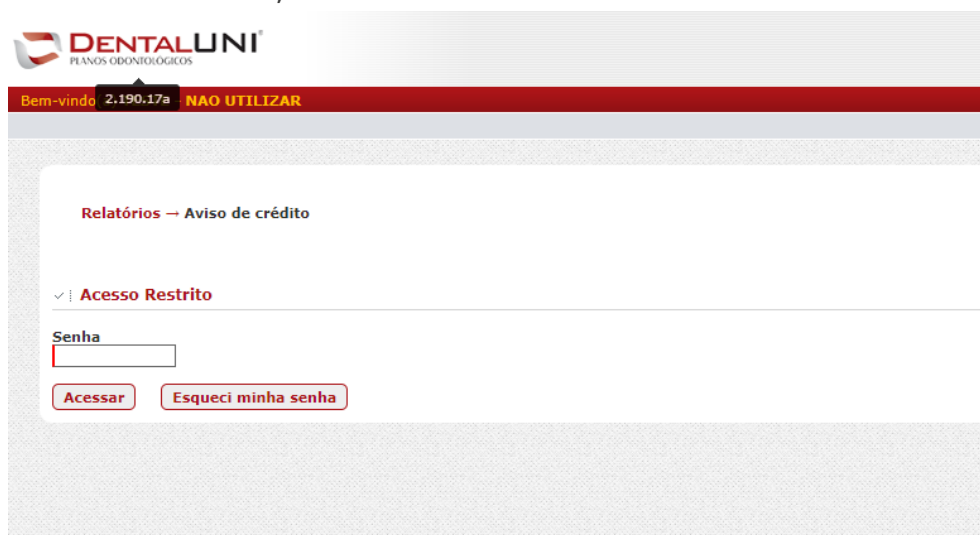 DENTALUNI®
PLANOS ODONTOLÓGICOS
2.190.17a
Bem-vindo NAO UTILIZAR
Relatórios → Aviso de crédito
Acesso Restrito
Senha
Acessar Esqueci minha senha